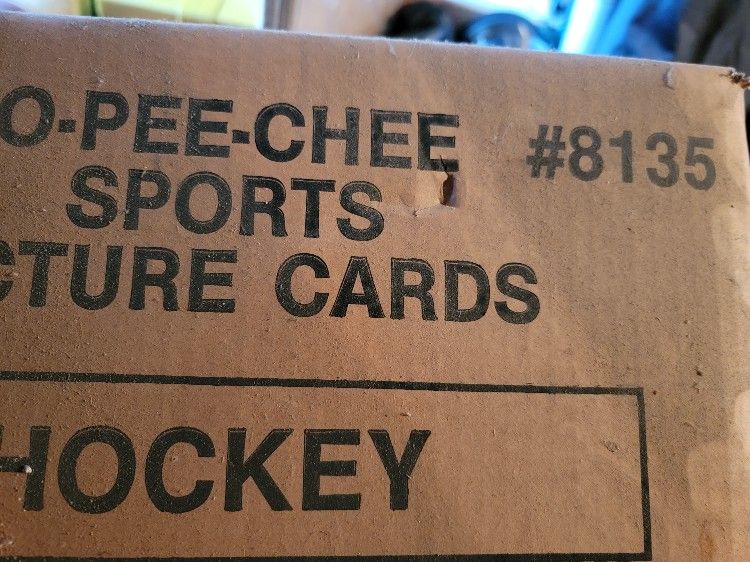 O-PEE-CHEE #8135
SPORTS
CTURE CARDS
HOCKEY